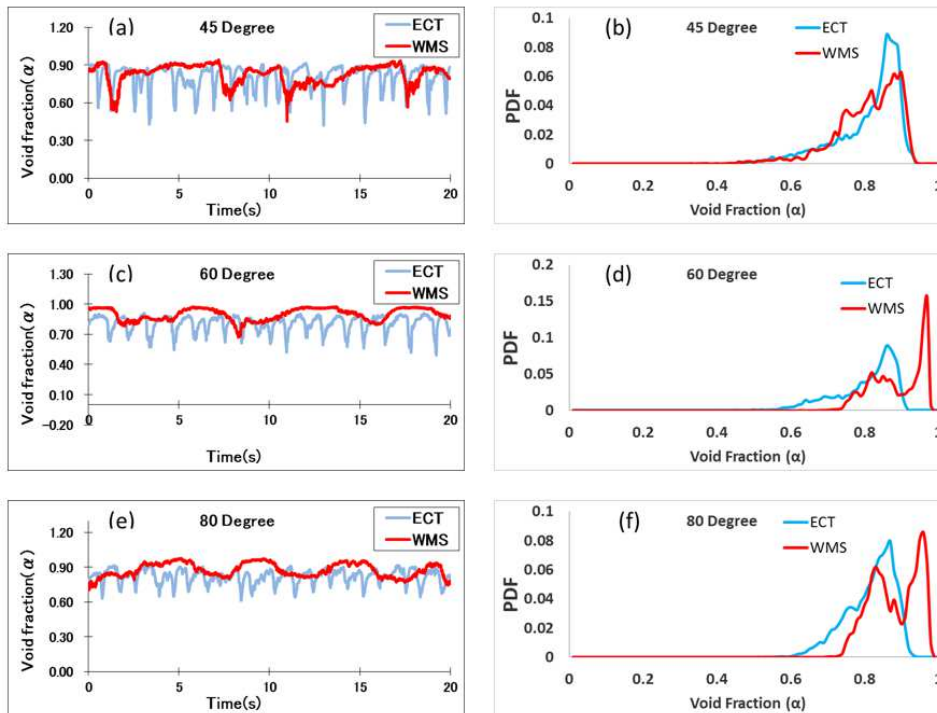 (a)
45 Degree
ECT
WMS
1.20
0.90
0.60
0.30
0.00
Void fraction(α)
0
5
10
15
20
Time(s)
(b)
45 Degree
ECT
WMS
0.1
0.08
0.06
0.04
0.02
0
PDF
0
0.2
0.4
0.6
0.8
1
Void Fraction (α)
(c)
60 Degree
ECT
WMS
1.30
1.00
0.70
0.40
0.10
-0.20
Void fraction(α)
0
5
10
15
20
Time(s)
(d)
60 Degree
ECT
WMS
0.2
0.15
0.1
0.05
0
PDF
0
0.2
0.4
0.6
0.8
1
Void Fraction (α)
(e)
80 Degree
ECT
WMS
1.20
0.90
0.60
0.30
0.00
Void fraction(α)
0
5
10
15
20
Time(s)
(f)
80 Degree
ECT
WMS
0.1
0.08
0.06
0.04
0.02
0
PDF
0
0.2
0.4
0.6
0.8
1
Void Fraction (α)